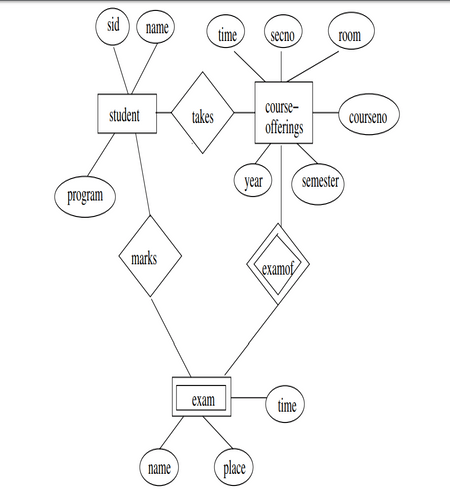 sid
name
time
secno
room
student
takes
course-
offerings
courseno
program
year
semester
marks
examof
exam
time
name
place